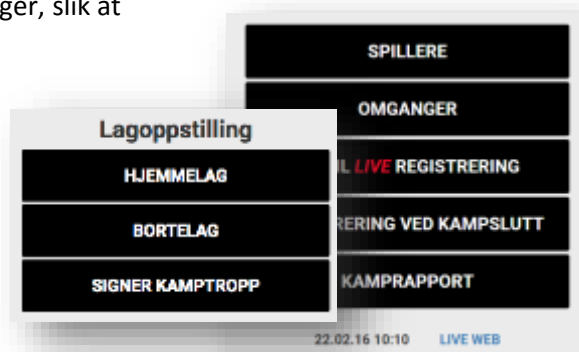 ger, slik at
SPILLERE
OMGANGER
LIVE REGISTRERING
VED KAMPSLUTT
KAMPRAPPORT
22.02.16 10:10 LIVE WEB
Lagoppstilling
HJEMMELAG
BORTELAG
SIGNER KAMPTROPP